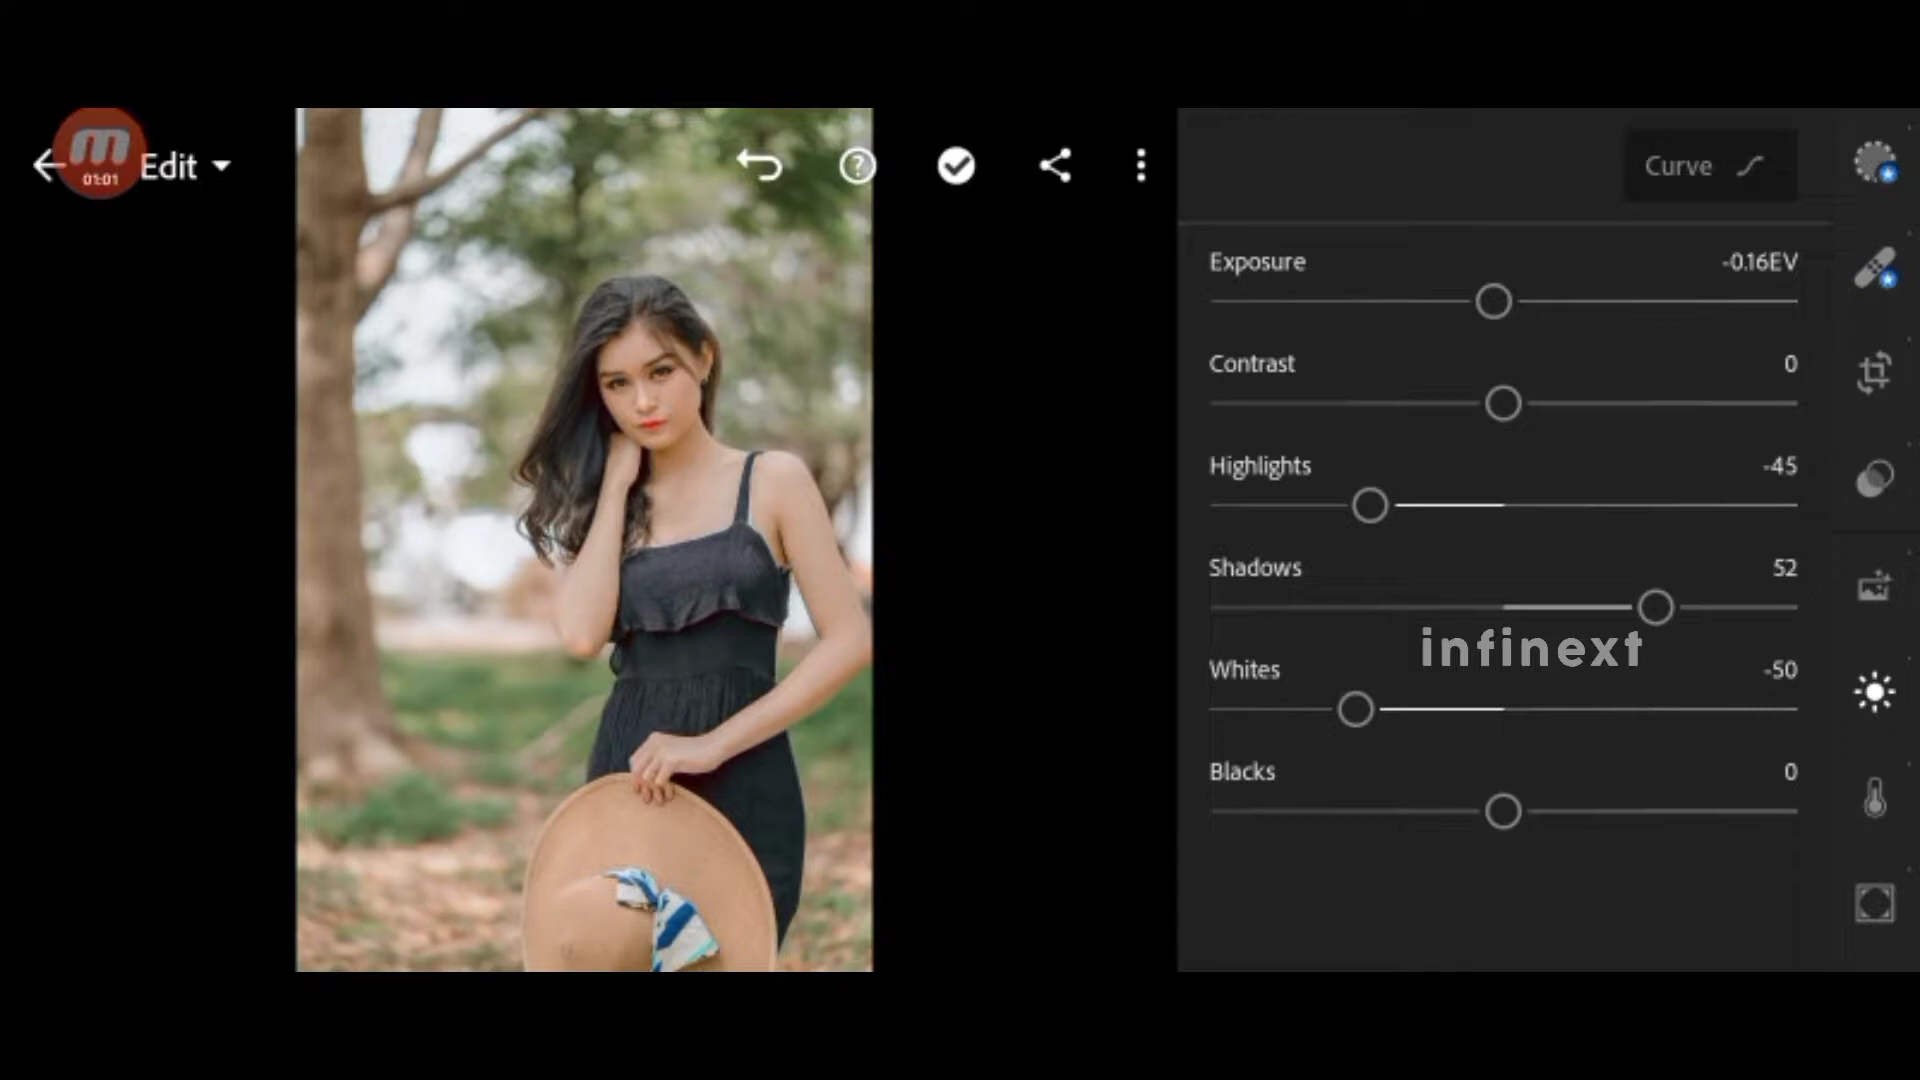 m
01:01
Edit
?
Curve
Exposure -0.16EV
Contrast 0
Highlights -45
Shadows 52
infinext
Whites -50
Blacks 0